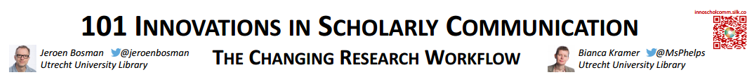 innoscholcomm.silk.co
101 INNOVATIONS IN SCHOLARLY COMMUNICATION
Jeroen Bosman @jeroenbosman
Utrecht University Library
THE CHANGING RESEARCH WORKFLOW
Bianca Kramer @MsPhelps
Utrecht University Library